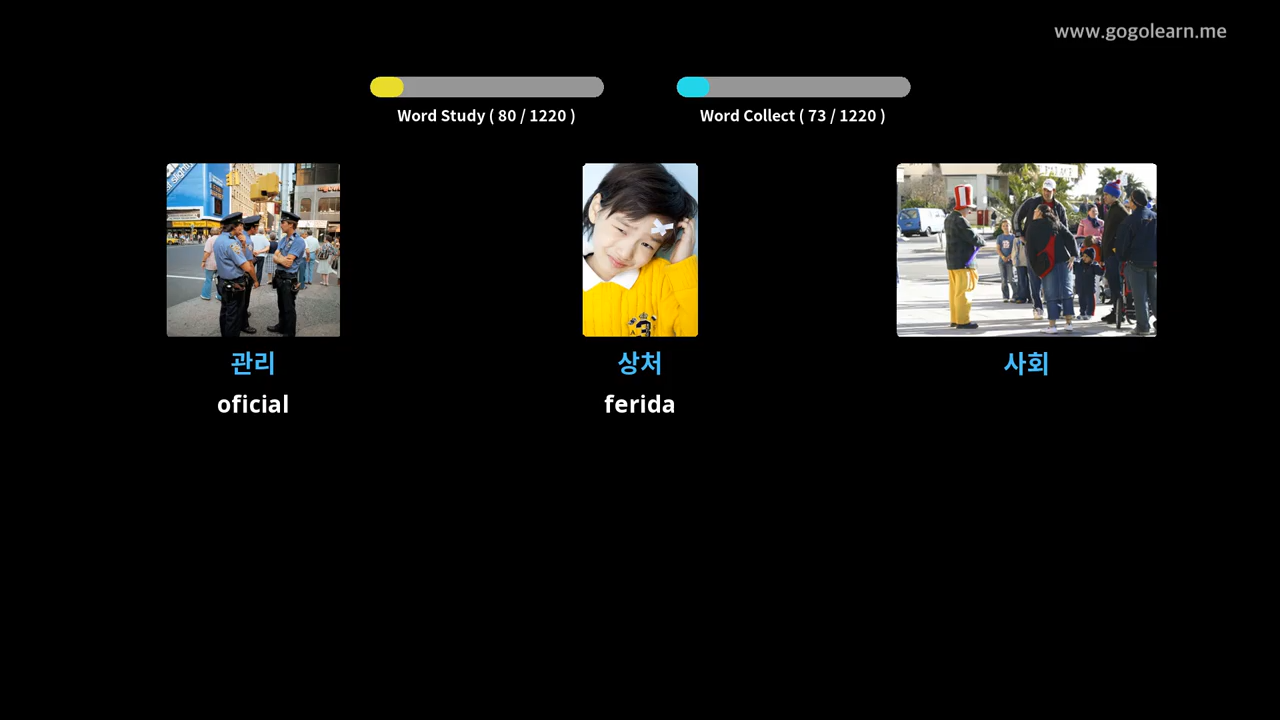 www.gogolearn.me
Word Study ( 80 / 1220 )
Word Collect ( 73 / 1220 )
관리
상처
사회
oficial
ferida